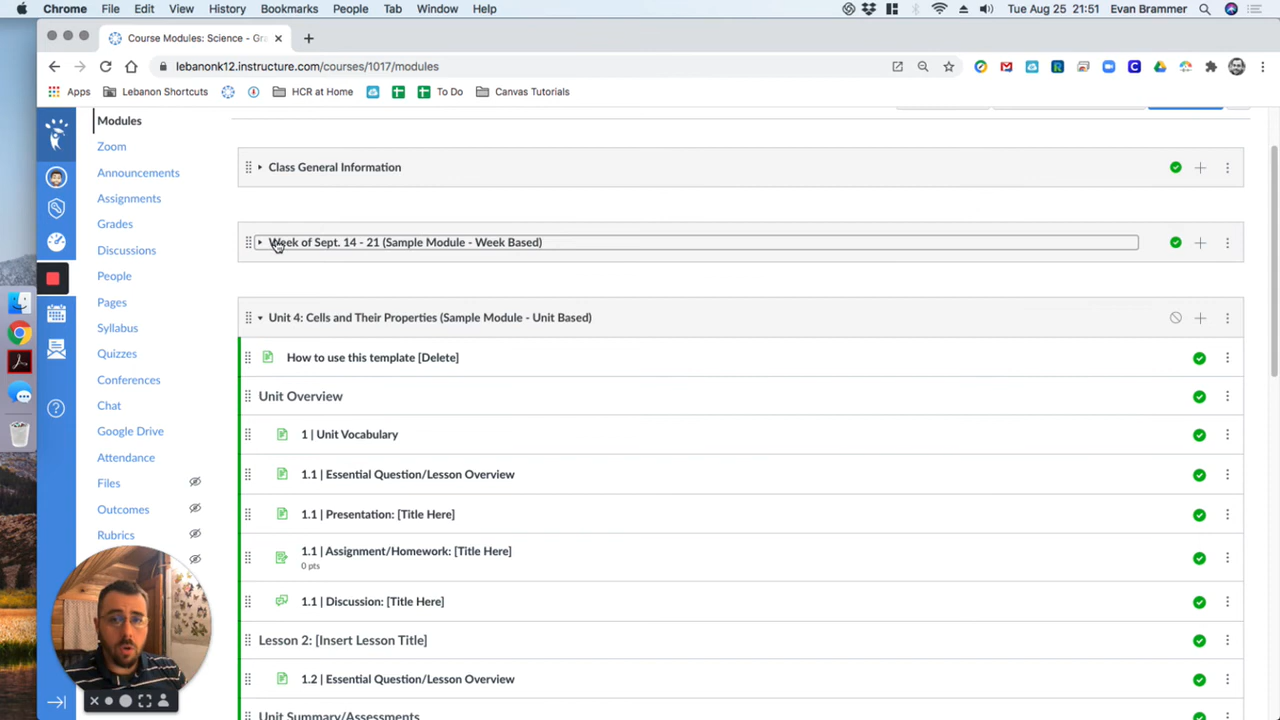 Chrome File Edit View History Bookmarks People Tab Window Help Tue Aug 25 21:51 Evan Brammer
Course Modules: Science - Gra
lebanonk12.instructure.com/courses/1017/modules
Apps Lebanon Shortcuts HCR at Home To Do Canvas Tutorials
Modules
Zoom
Announcements
Assignments
Grades
Discussions
People
Pages
Syllabus
Quizzes
Conferences
Chat
Google Drive
Attendance
Files
Outcomes
Rubrics
Class General Information
Week of Sept. 14 - 21 (Sample Module - Week Based)
Unit 4: Cells and Their Properties (Sample Module - Unit Based)
How to use this template [Delete]
Unit Overview
1 | Unit Vocabulary
1.1 | Essential Question/Lesson Overview
1.1 | Presentation: [Title Here]
1.1 | Assignment/Homework: [Title Here]
0 pts
1.1 | Discussion: [Title Here]
Lesson 2: [Insert Lesson Title]
1.2 | Essential Question/Lesson Overview
Unit Summary/Assessments